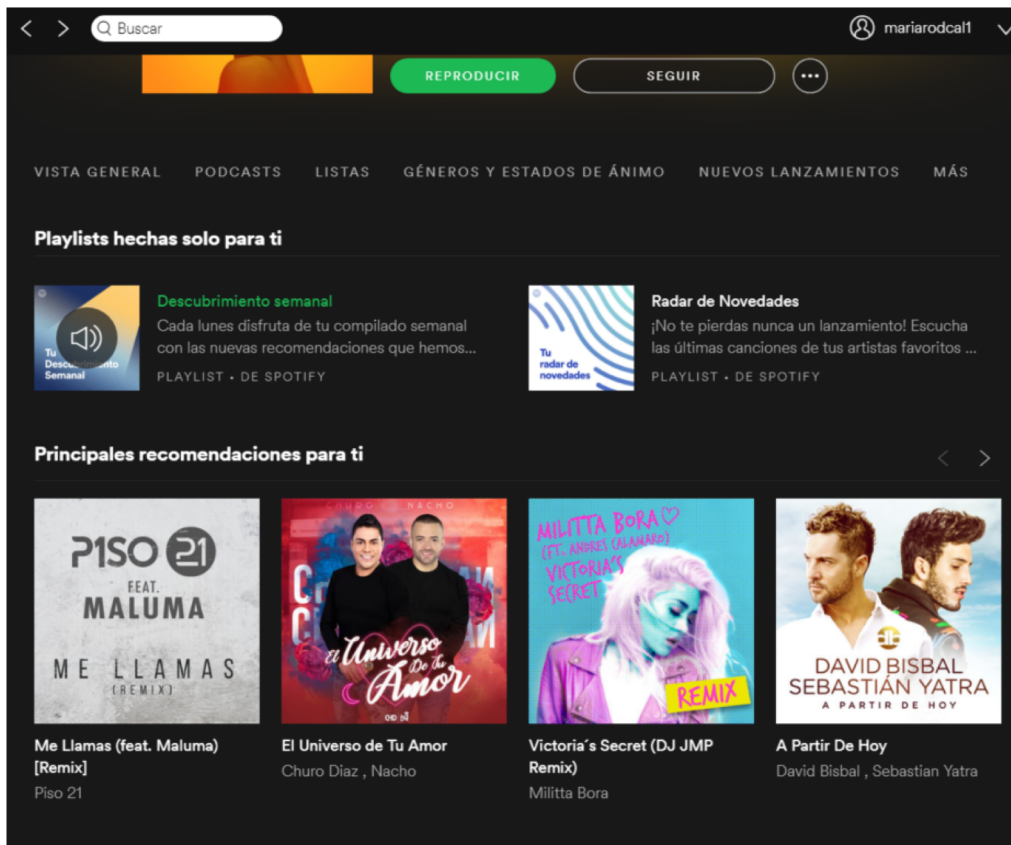 Buscar
mariarodcal1
REPRODUCIR
SEGUIR
VISTA GENERAL
PODCASTS
LISTAS
GÉNEROS Y ESTADOS DE ÁNIMO
NUEVOS LANZAMIENTOS
MÁS
Playlists hechas solo para ti
Tu
Descubrimiento
Semanal
Descubrimiento semanal
Cada lunes disfruta de tu compilado semanal
con las nuevas recomendaciones que hemos...
PLAYLIST • DE SPOTIFY
Tu
radar de
novedades
Radar de Novedades
¡No te pierdas nunca un lanzamiento! Escucha
las últimas canciones de tus artistas favoritos ...
PLAYLIST • DE SPOTIFY
Principales recomendaciones para ti
P1SO 21
FEAT.
MALUMA
ME LLAMAS
(REMIX)
Me Llamas (feat. Maluma)
[Remix]
Piso 21
CHURO NACHO
El Universo
De Tu
Amor
El Universo de Tu Amor
Churo Diaz , Nacho
MILITTA BORA
(FT. ANDRES CALAMARO)
VICTORIA'S
SECRET
REMIX
Victoria´s Secret (DJ JMP
Remix)
Militta Bora
DAVID BISBAL
SEBASTIÁN YATRA
A PARTIR DE HOY
A Partir De Hoy
David Bisbal , Sebastian Yatra